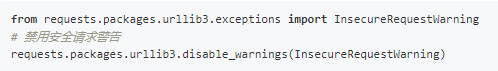 from requests.packages.urllib3.exceptions import InsecureRequestWarning
# 禁用安全请求警告
requests.packages.urllib3.disable_warnings(InsecureRequestWarning)